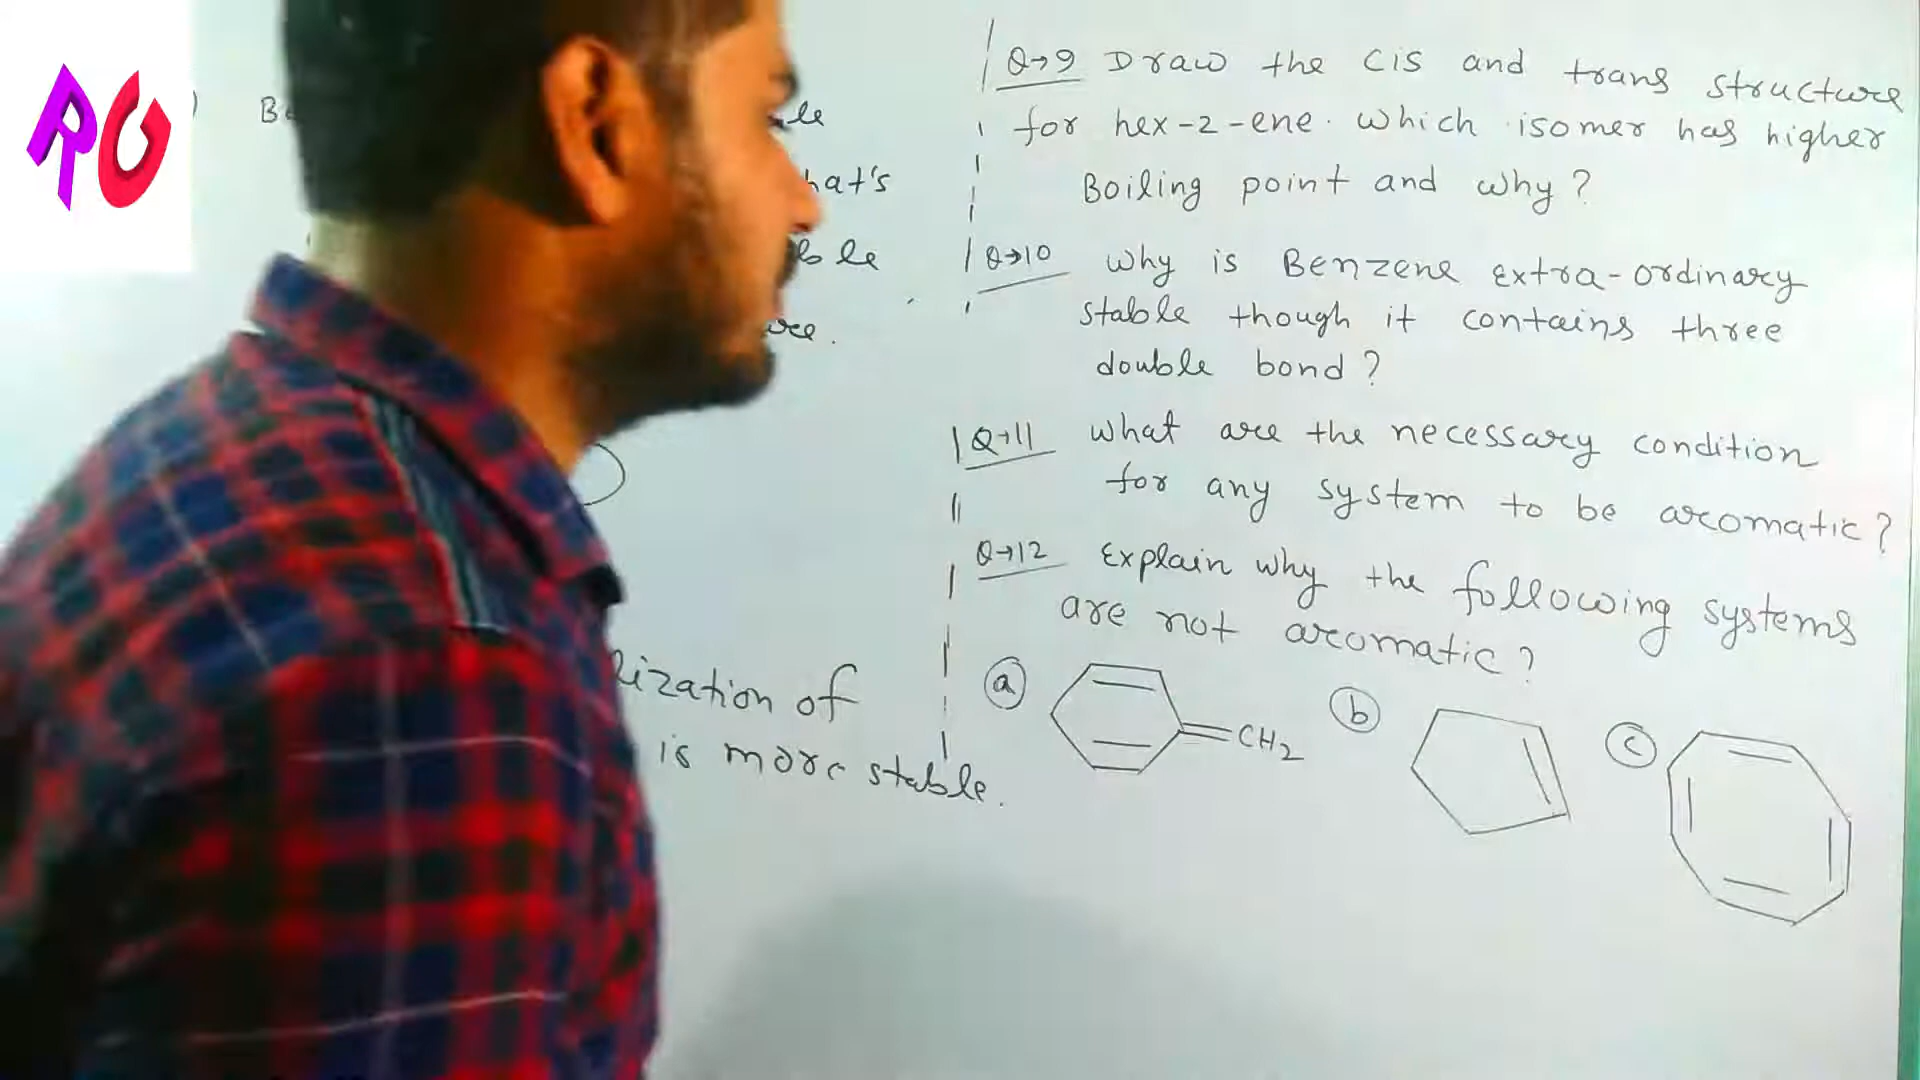 RG
hat's
ble
Q→9 Draw the cis and trans structure
for hex-2-ene. which isomer has higher
Boiling point and why?
Q→10 why is Benzene extra-ordinary
stable though it contains three
double bond?
Q→11 what are the necessary condition
for any system to be aromatic?
Q→12 Explain why the following systems
are not aromatic?
lization of
is more stable.
a
=CH2
b
c